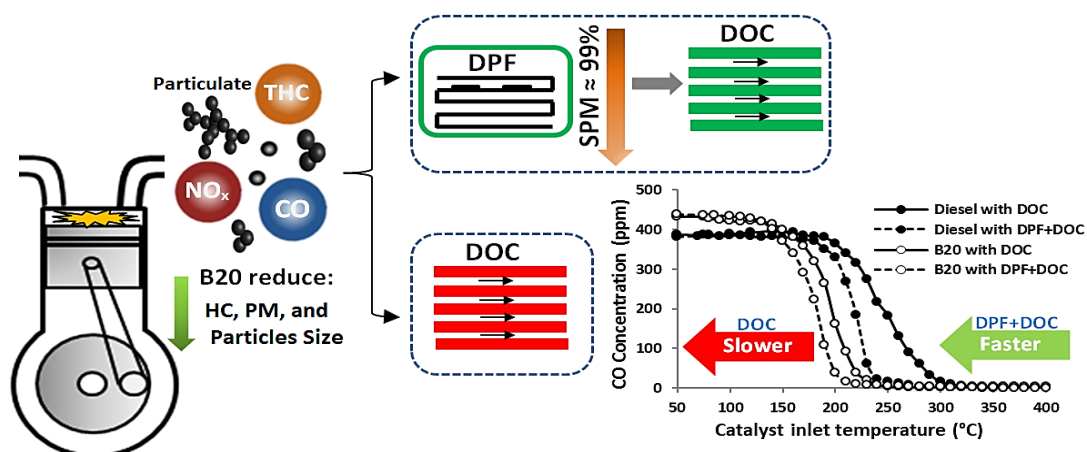 Particulate
THC
NOx
CO
B20 reduce:
HC, PM, and
Particles Size
DPF
SPM ≈ 99%
DOC
DOC
500
400
300
200
100
0
CO Concentration (ppm)
50
100
150
200
250
300
350
400
Catalyst inlet temperature (°C)
Diesel with DOC
Diesel with DPF+DOC
B20 with DOC
B20 with DPF+DOC
DOC
Slower
DPF+DOC
Faster